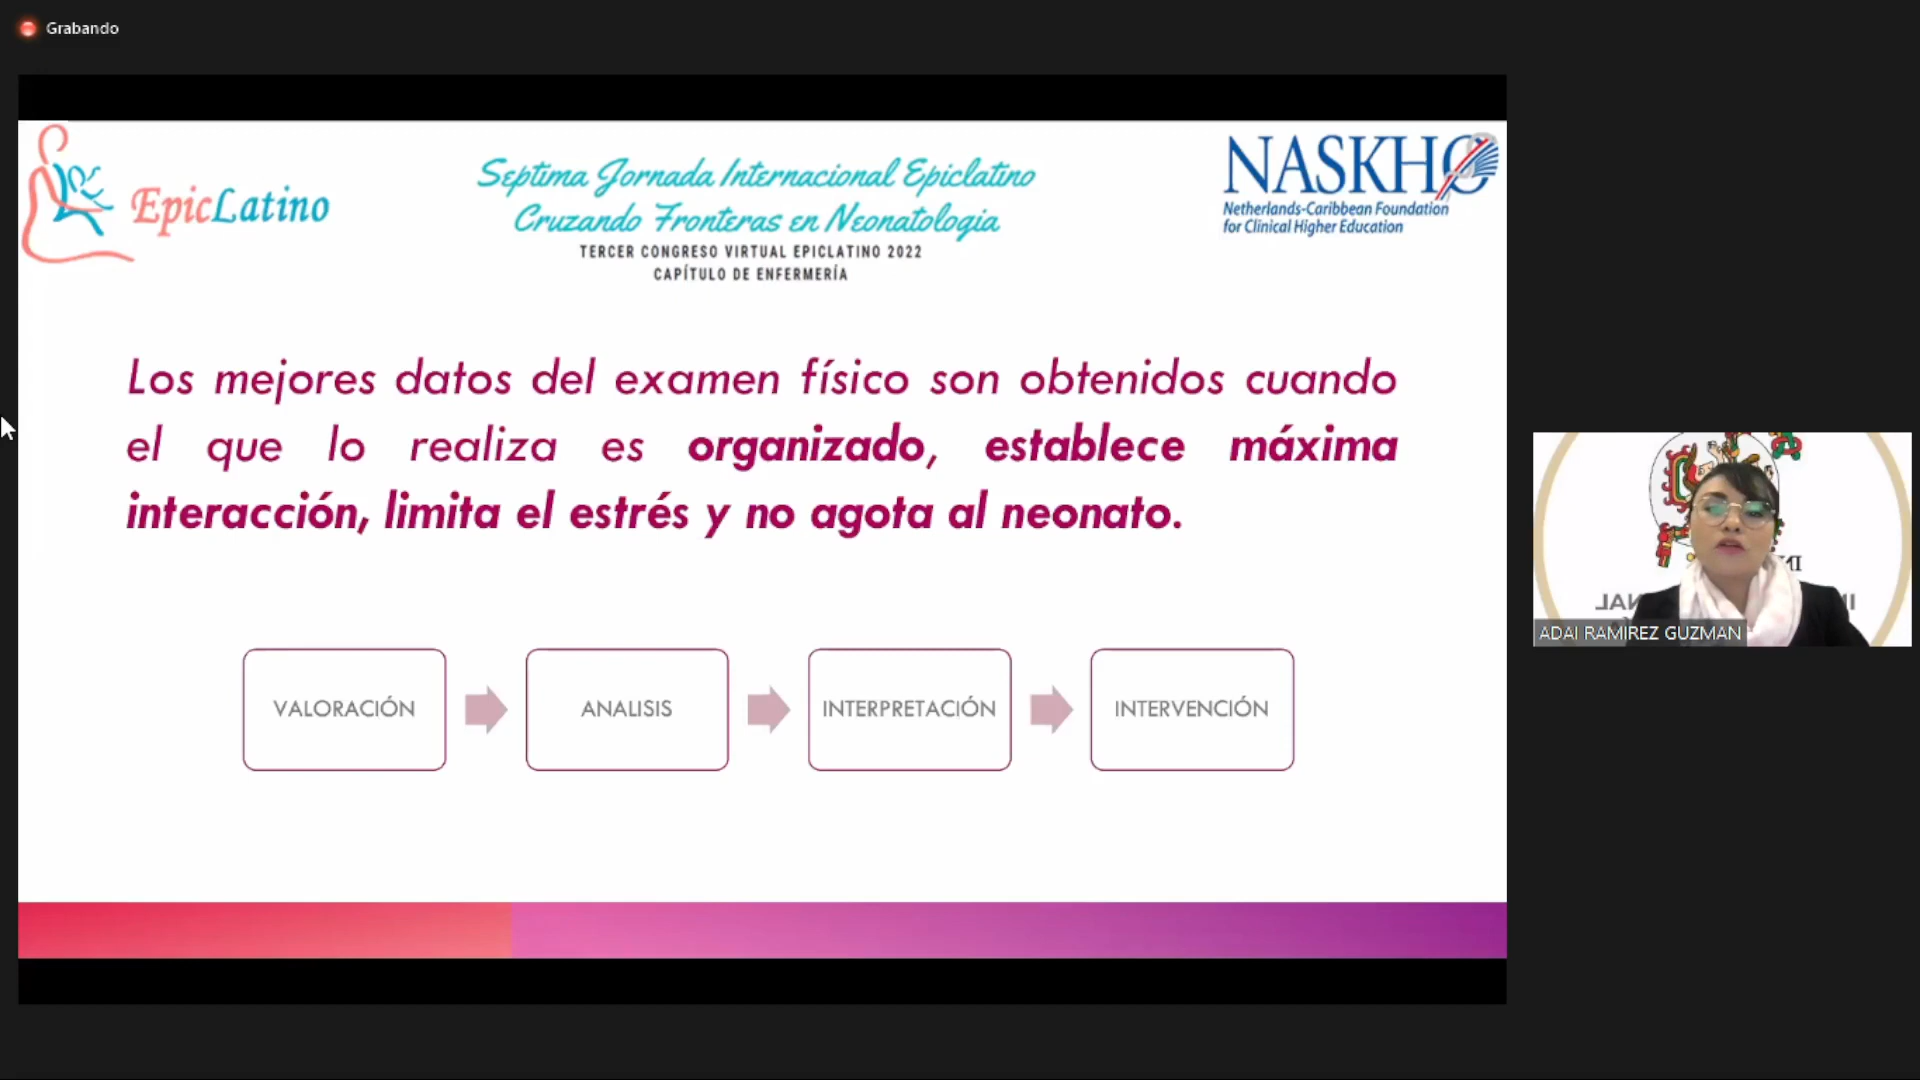 Grabando
EpicLatino
Septima Jornada Internacional Epiclatino
Cruzando Fronteras en Neonatologia
TERCER CONGRESO VIRTUAL EPICLATINO 2022
CAPÍTULO DE ENFERMERÍA
NASKHO
Netherlands-Caribbean Foundation
for Clinical Higher Education
Los mejores datos del examen físico son obtenidos cuando
el que lo realiza es organizado, establece máxima
interacción, limita el estrés y no agota al neonato.
VALORACIÓN
ANALISIS
INTERPRETACIÓN
INTERVENCIÓN
ADAI RAMIREZ GUZMAN